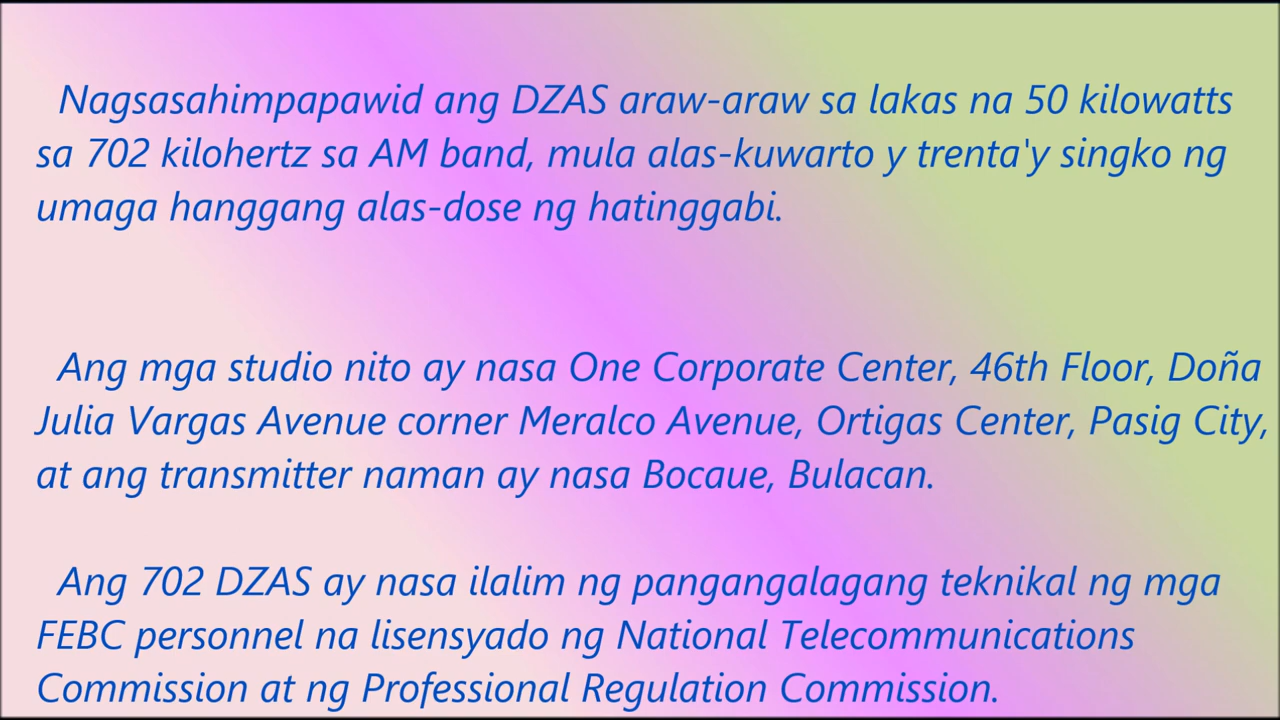 Nagsasahimpapawid ang DZAS araw-araw sa lakas na 50 kilowatts
sa 702 kilohertz sa AM band, mula alas-kuwarto y trenta'y singko ng
umaga hanggang alas-dose ng hatinggabi.
Ang mga studio nito ay nasa One Corporate Center, 46th Floor, Doña
Julia Vargas Avenue corner Meralco Avenue, Ortigas Center, Pasig City,
at ang transmitter naman ay nasa Bocaue, Bulacan.
Ang 702 DZAS ay nasa ilalim ng pangangalagang teknikal ng mga
FEBC personnel na lisensyado ng National Telecommunications
Commission at ng Professional Regulation Commission.